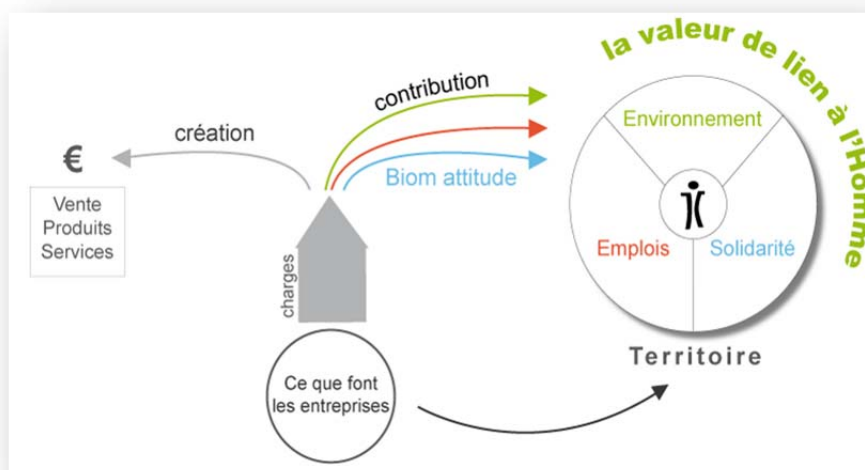 la valeur de lien à l'Homme
contribution
création
Biom attitude
€
Vente
Produits
Services
charges
Ce que font
les entreprises
Environnement
Emplois
Solidarité
Territoire